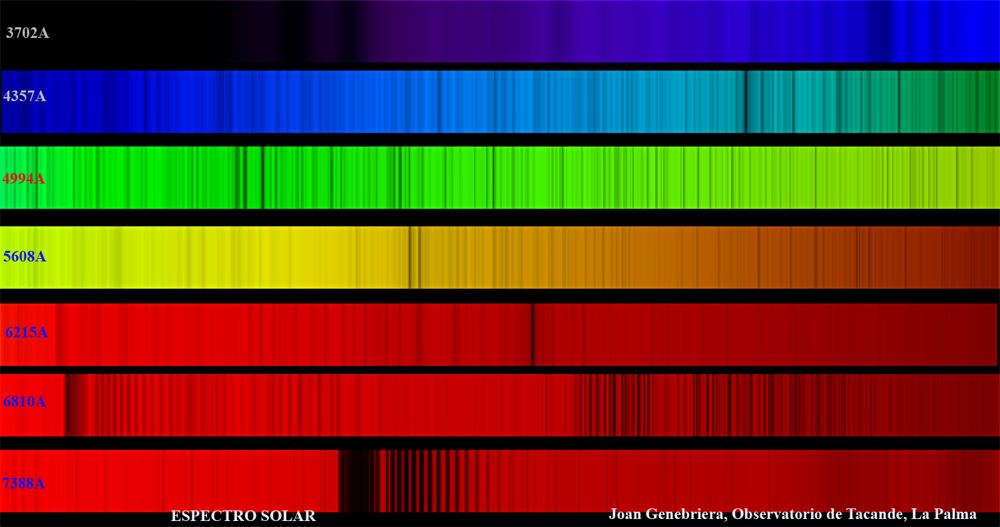 3702A
4357A
4994A
5608A
6215A
6810A
7388A
ESPECTRO SOLAR
Joan Genebriera, Observatorio de Tacande, La Palma